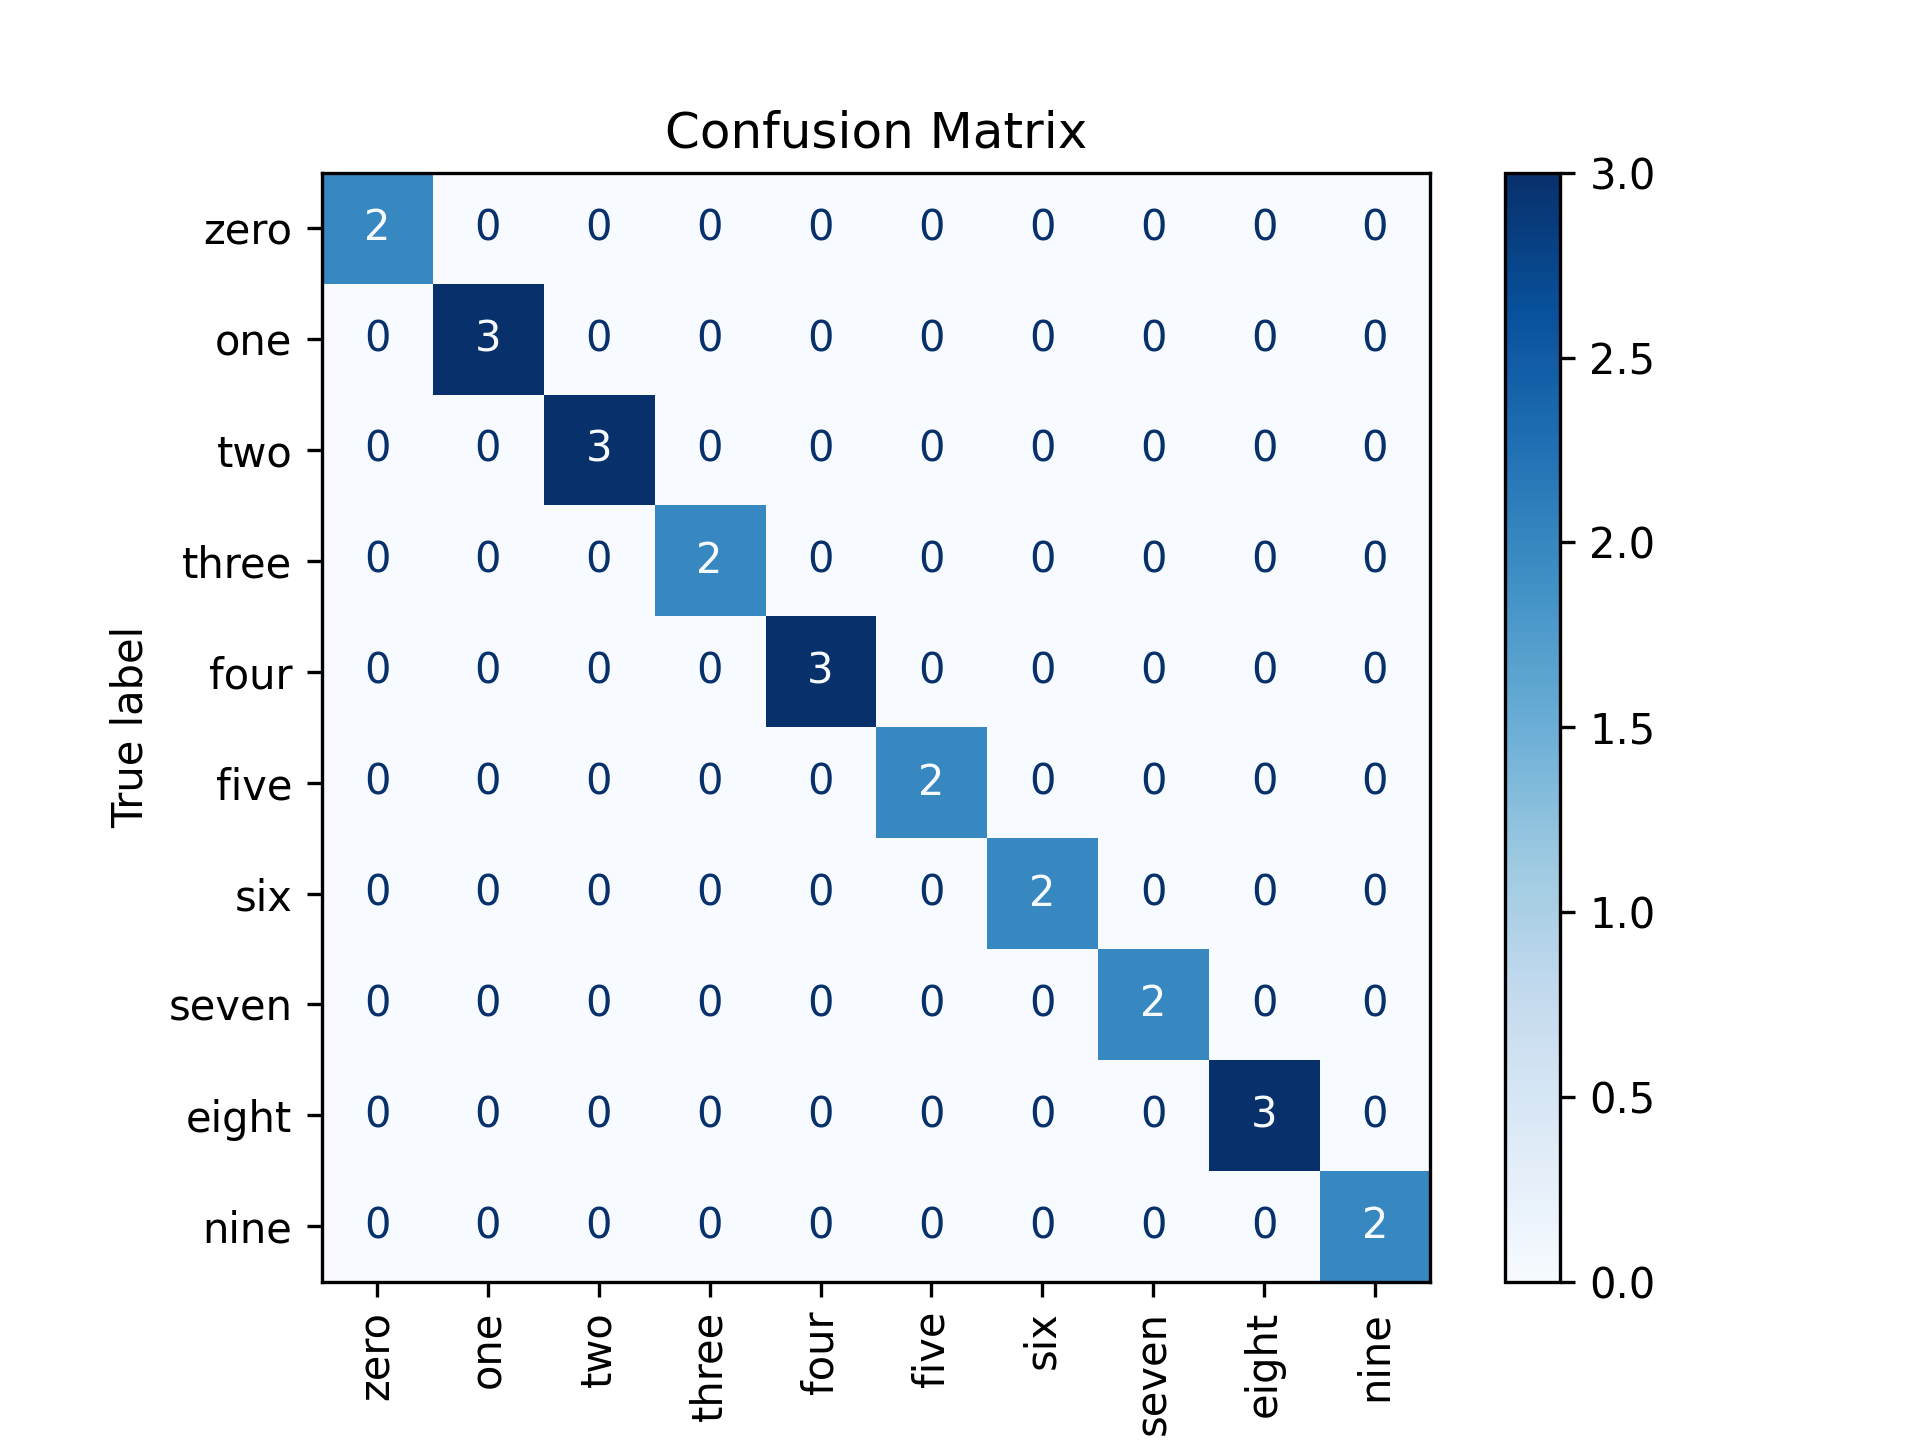 Confusion Matrix
zero 2 0 0 0 0 0 0 0 0 0
one 0 3 0 0 0 0 0 0 0 0
two 0 0 3 0 0 0 0 0 0 0
three 0 0 0 2 0 0 0 0 0 0
four 0 0 0 0 3 0 0 0 0 0
five 0 0 0 0 0 2 0 0 0 0
six 0 0 0 0 0 0 2 0 0 0
seven 0 0 0 0 0 0 0 2 0 0
eight 0 0 0 0 0 0 0 0 3 0
nine 0 0 0 0 0 0 0 0 0 2
zero one two three four five six seven eight nine
True label
3.0
2.5
2.0
1.5
1.0
0.5
0.0